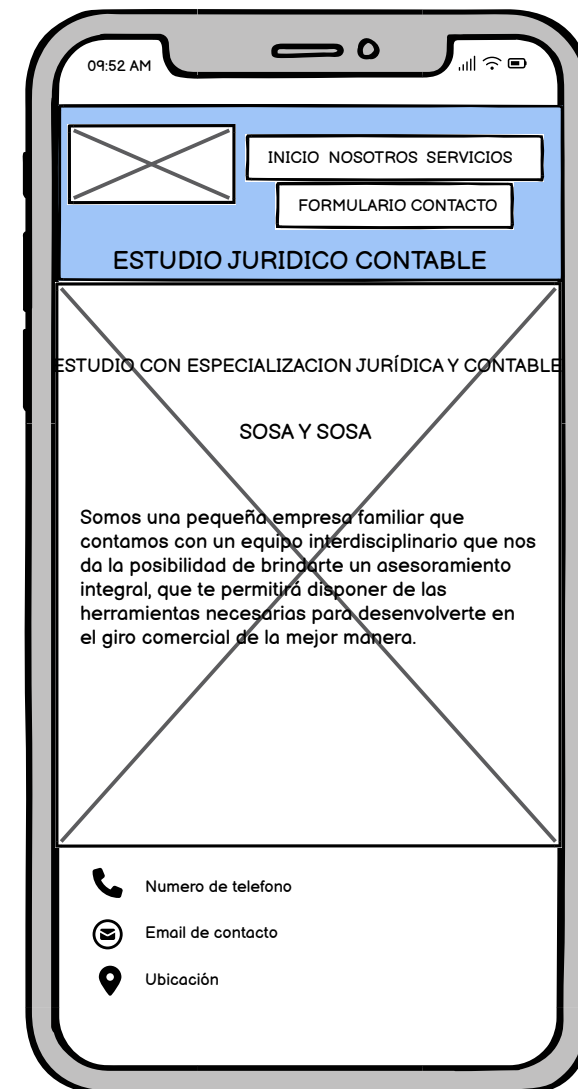 09:52 AM
INICIO NOSOTROS SERVICIOS
FORMULARIO CONTACTO
ESTUDIO JURIDICO CONTABLE
ESTUDIO CON ESPECIALIZACION JURÍDICA Y CONTABLE
SOSA Y SOSA
Somos una pequeña empresa familiar que
contamos con un equipo interdisciplinario que nos
da la posibilidad de brindarte un asesoramiento
integral, que te permitirá disponer de las
herramientas necesarias para desenvolverte en
el giro comercial de la mejor manera.
Numero de telefono
Email de contacto
Ubicación